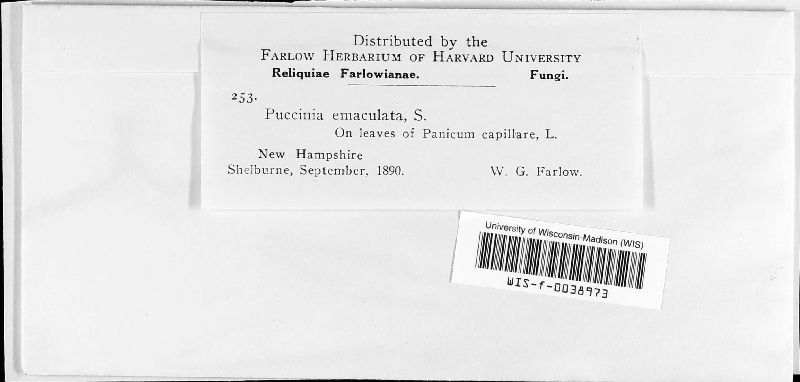 Distributed by the
FARLOW HERBARIUM OF HARVARD UNIVERSITY
Reliquiae Farlowianae. Fungi.
253.
Puccinia emaculata, S.
On leaves of Panicum capillare, L.
New Hampshire
Shelburne, September, 1890. W. G. Farlow.
University of Wisconsin-Madison (WIS)
WIS-f-0038973